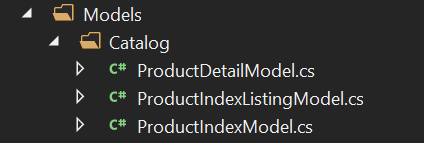 Models
Catalog
C# ProductDetailModel.cs
C# ProductIndexListingModel.cs
C# ProductIndexModel.cs